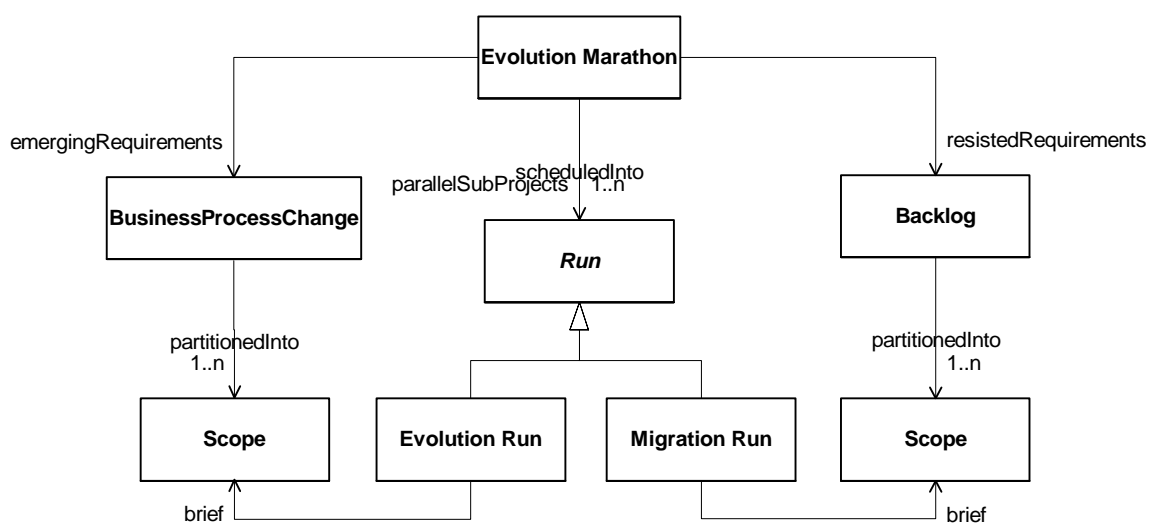 Evolution Marathon
emergingRequirements
resistedRequirements
scheduledInto
parallelSubProjects
1..n
BusinessProcessChange
Run
Backlog
partitionedInto
1..n
partitionedInto
1..n
Scope
Evolution Run
Migration Run
Scope
brief
brief